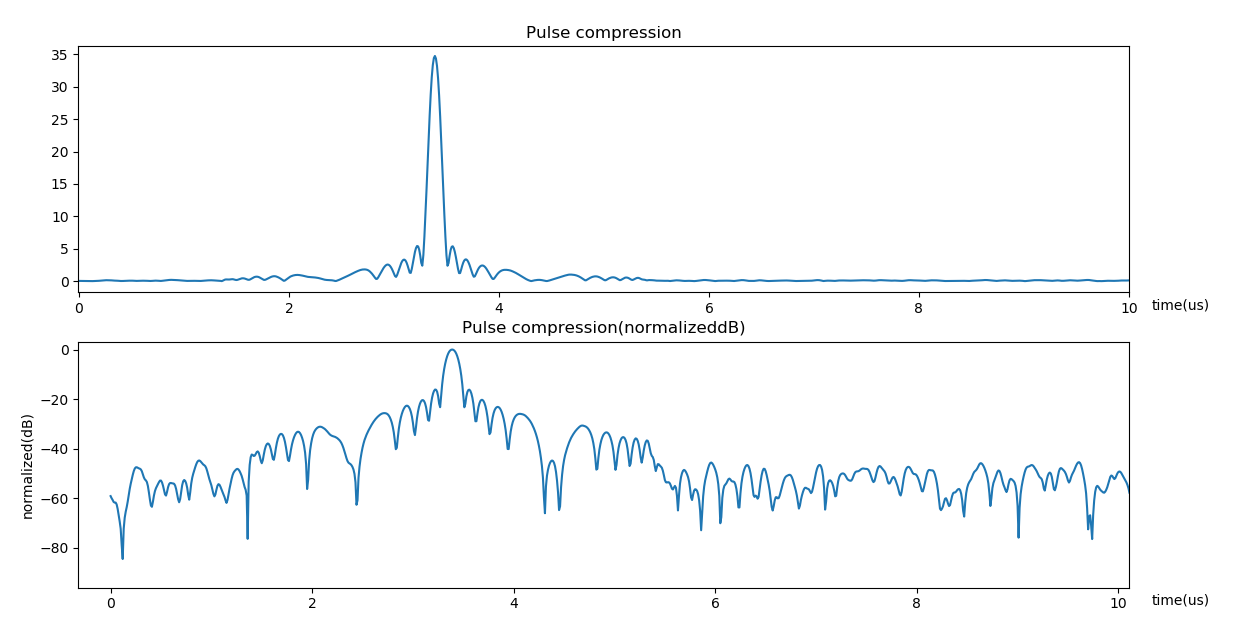 Pulse compression
35
30
25
20
15
10
5
0
0 2 4 6 8 10 time(us)
Pulse compression(normalizeddB)
normalized(dB)
0
−20
−40
−60
−80
0 2 4 6 8 10 time(us)